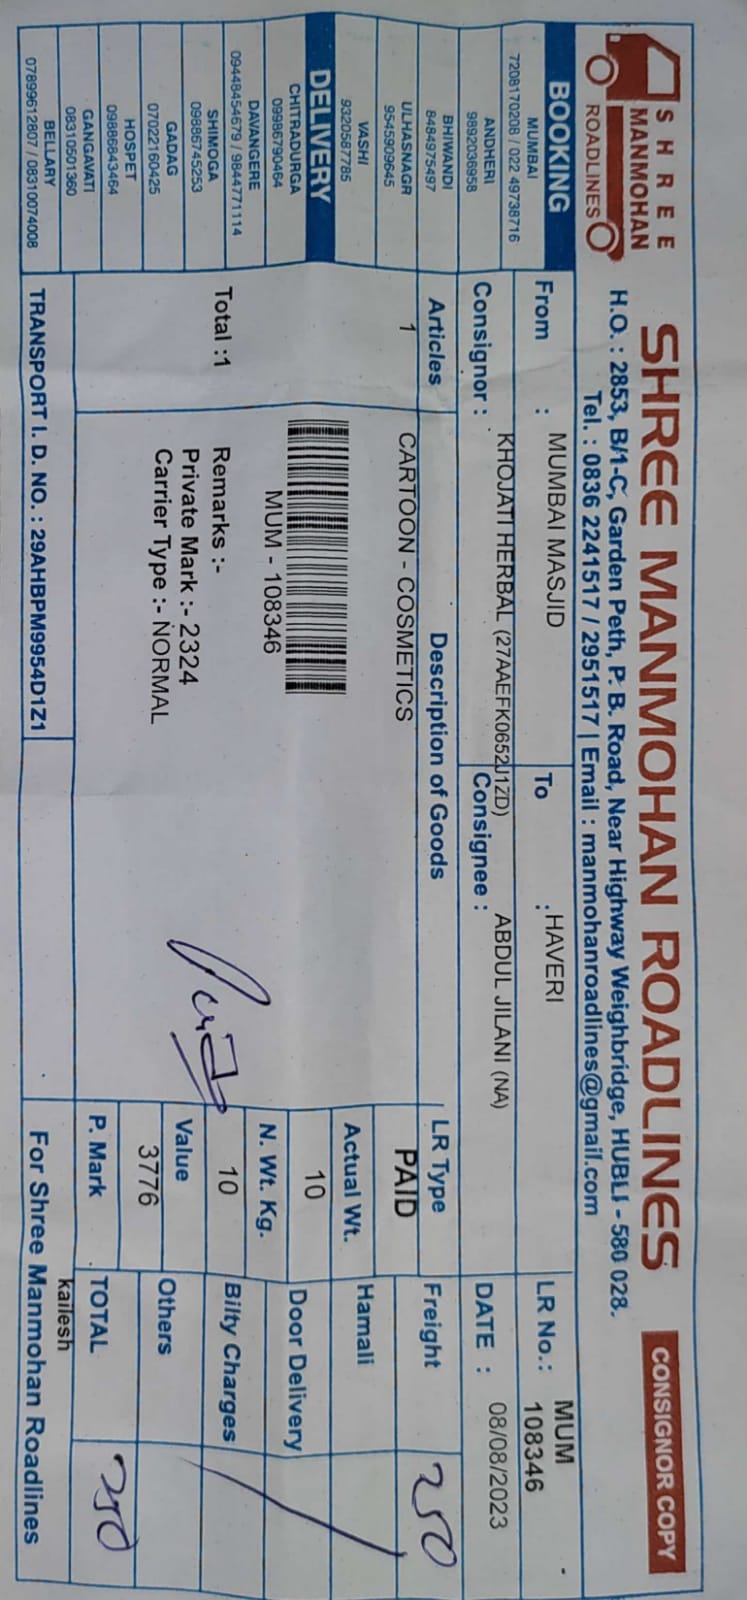 SHREE
MANMOHAN
ROADLINES
SHREE MANMOHAN ROADLINES
CONSIGNOR COPY
H.O. : 2853, B/1-C, Garden Peth, P. B. Road, Near Highway Weighbridge, HUBLI - 580 028.
Tel. : 0836 2241517 / 2951517 | Email : manmohanroadlines@gmail.com
BOOKING
MUMBAI
7208170208 / 022 49738716
ANDHERI
9892038958
BHIWANDI
8484975497
ULHASNAGR
9545909645
VASHI
9320587785
DELIVERY
CHITRADURGA
09986790464
DAVANGERE
09448454679 / 9844771114
SHIMOGA
09886745253
GADAG
07022160425
HOSPET
09886843464
GANGAVATI
08310501360
BELLARY
07899612807 / 08310074008
From : MUMBAI MASJID
To : HAVERI
LR No.: MUM
108346
Consignor :
KHOJATI HERBAL (27AAEFK0652J1ZD)
Consignee :
ABDUL JILANI (NA)
DATE : 08/08/2023
Articles Description of Goods LR Type Freight 250
1 CARTOON - COSMETICS PAID
Actual Wt. Hamali
10
MUM - 108346
N. Wt. Kg. Door Delivery
10 Bilty Charges
Total :1 Remarks :-
Private Mark :- 2324
Carrier Type :- NORMAL
Value Others
3776
P. Mark TOTAL 250
kailesh
TRANSPORT I. D. NO. : 29AHBPM9954D1Z1
For Shree Manmohan Roadlines